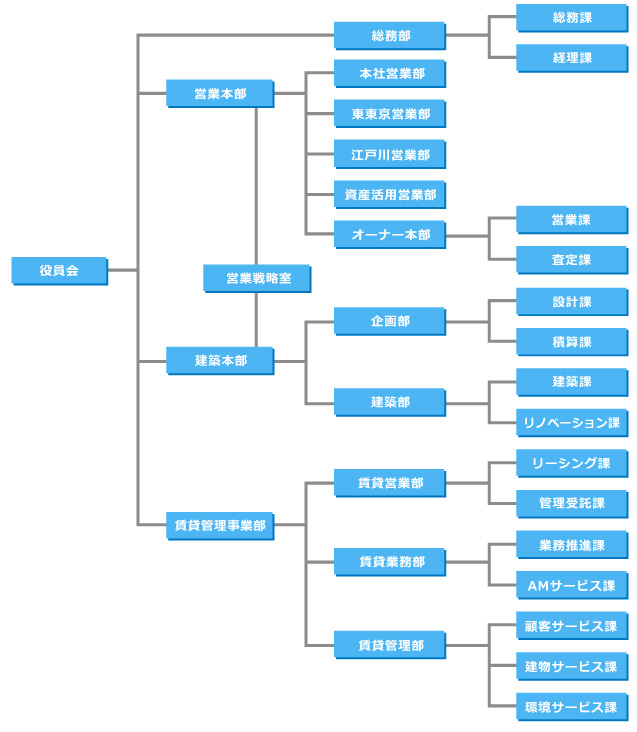 役員会
総務部
総務課
経理課
営業本部
本社営業部
東東京営業部
江戸川営業部
資産活用営業部
オーナー本部
営業課
査定課
営業戦略室
建築本部
企画部
設計課
積算課
建築部
建築課
リノベーション課
賃貸管理事業部
賃貸営業部
リーシング課
管理受託課
賃貸業務部
業務推進課
AMサービス課
賃貸管理部
顧客サービス課
建物サービス課
環境サービス課